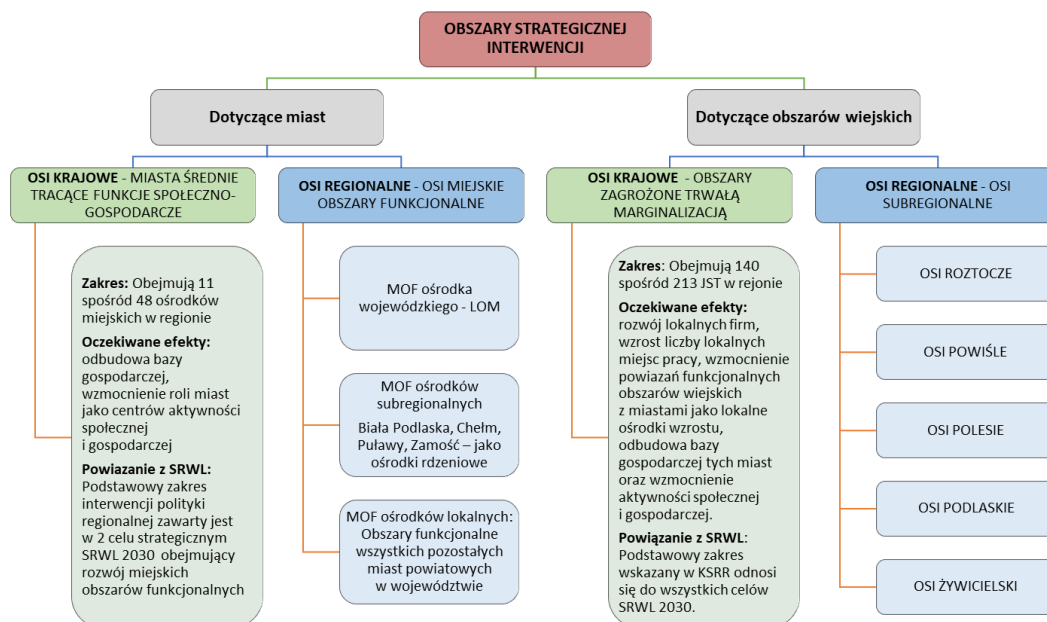 OBSZARY STRATEGICZNEJ
INTERWENCJI
Dotyczące miast
Dotyczące obszarów wiejskich
OSI KRAJOWE - MIASTA ŚREDNIE
TRACĄCE FUNKCJE SPOŁECZNO-
GOSPODARCZE
OSI REGIONALNE - OSI MIEJSKIE
OBSZARY FUNKCJONALNE
OSI KRAJOWE - OBSZARY
ZAGROŻONE TRWAŁĄ
MARGINALIZACJĄ
OSI REGIONALNE - OSI
SUBREGIONALNE
Zakres: Obejmują 11
spośród 48 ośrodków
miejskich w regionie
Oczekiwane efekty:
odbudowa bazy
gospodarczej,
wzmocnienie roli miast
jako centrów aktywności
społecznej
i gospodarczej
Powiazanie z SRWL:
Podstawowy zakres
interwencji polityki
regionalnej zawarty jest
w 2 celu strategicznym
SRWL 2030 obejmujący
rozwój miejskich
obszarów funkcjonalnych
MOF ośrodka
wojewódzkiego - LOM
MOF ośrodków
subregionalnych
Biała Podlaska, Chełm,
Puławy, Zamość – jako
ośrodki rdzeniowe
MOF ośrodków lokalnych:
Obszary funkcjonalne
wszystkich pozostałych
miast powiatowych
w województwie
Zakres: Obejmują 140
spośród 213 JST w rejonie
Oczekiwane efekty:
rozwój lokalnych firm,
wzrost liczby lokalnych
miejsc pracy, wzmocnienie
powiazań funkcjonalnych
obszarów wiejskich
z miastami jako lokalne
ośrodki wzrostu,
odbudowa bazy
gospodarczej tych miast
oraz wzmocnienie
aktywności społecznej
i gospodarczej.
Powiązanie z SRWL:
Podstawowy zakres
wskazany w KSRR odnosi
się do wszystkich celów
SRWL 2030.
OSI ROZTOCZE
OSI POWIŚLE
OSI POLESIE
OSI PODLASKIE
OSI ŻYWICIELSKI